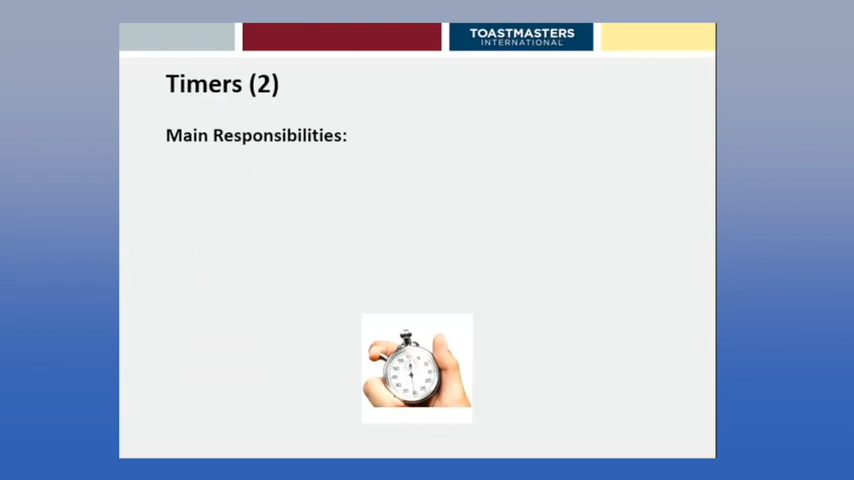 TOASTMASTERS
INTERNATIONAL
Timers (2)
Main Responsibilities: